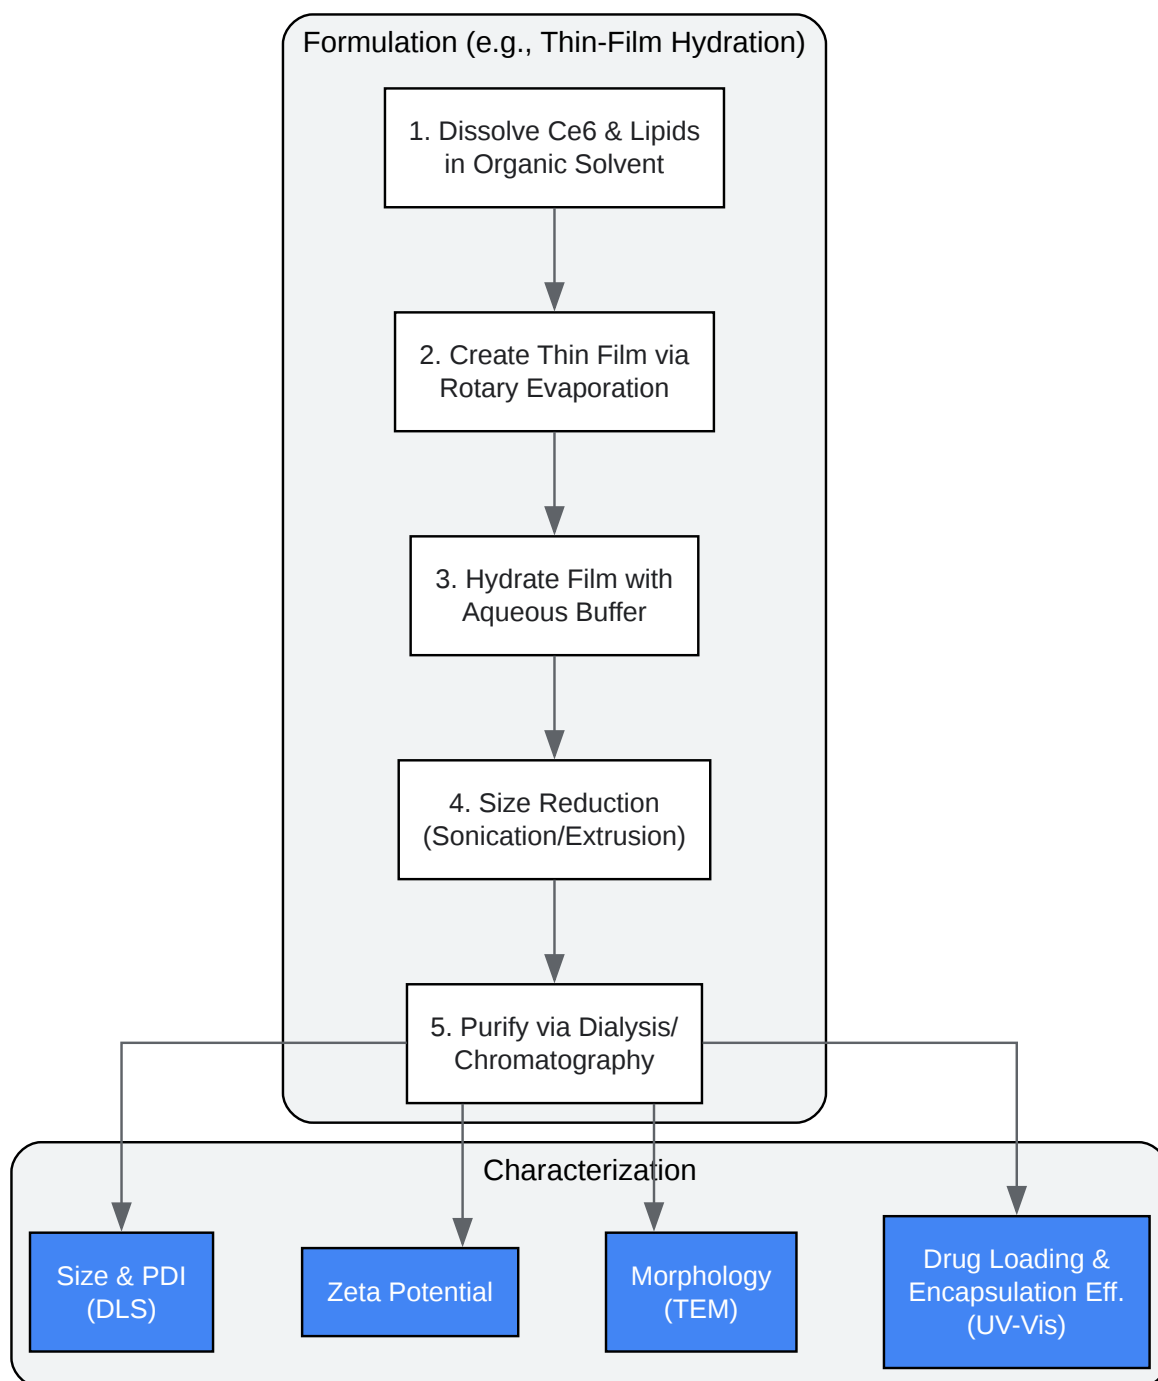 Formulation (e.g., Thin-Film Hydration)
1. Dissolve Ce6 & Lipids
in Organic Solvent
2. Create Thin Film via
Rotary Evaporation
3. Hydrate Film with
Aqueous Buffer
4. Size Reduction
(Sonication/Extrusion)
5. Purify via Dialysis/
Chromatography
Characterization
Size & PDI
(DLS)
Zeta Potential
Morphology
(TEM)
Drug Loading &
Encapsulation Eff.
(UV-Vis)